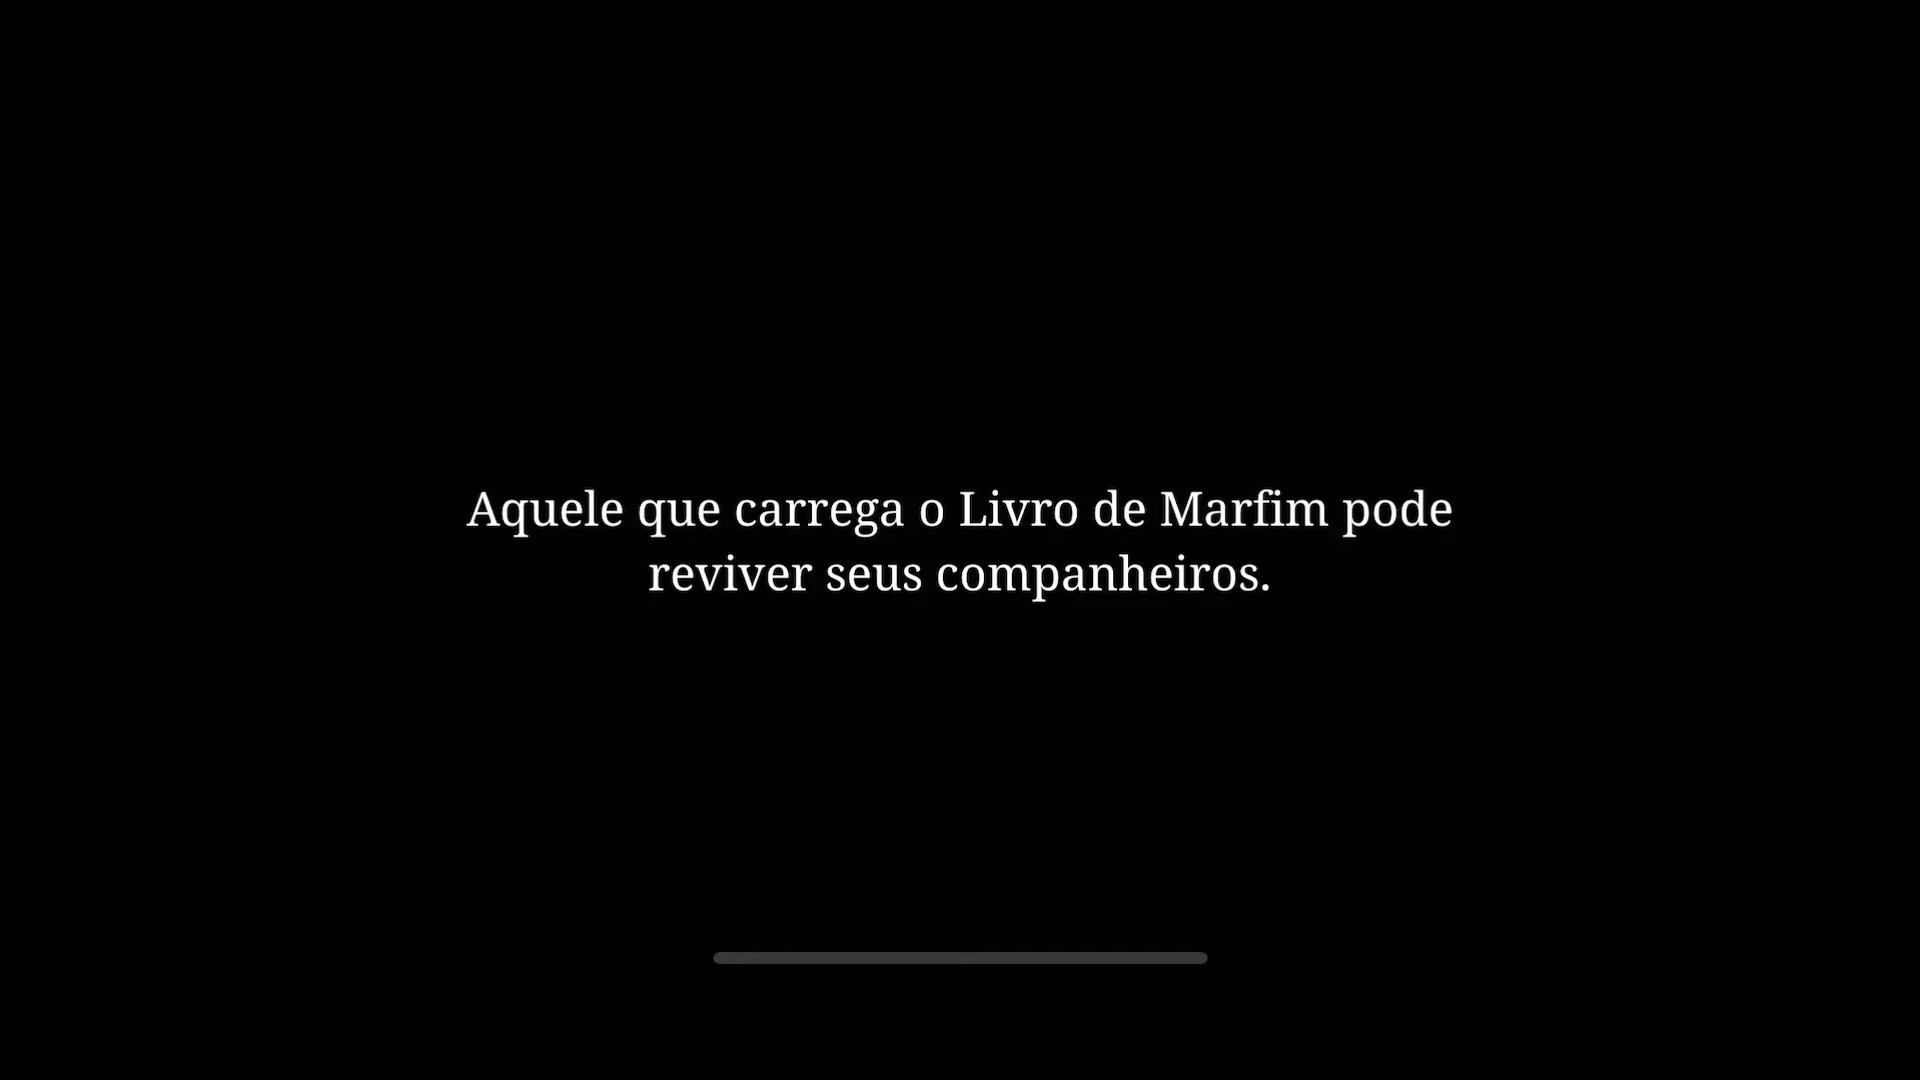 Aquele que carrega o Livro de Marfim pode
reviver seus companheiros.